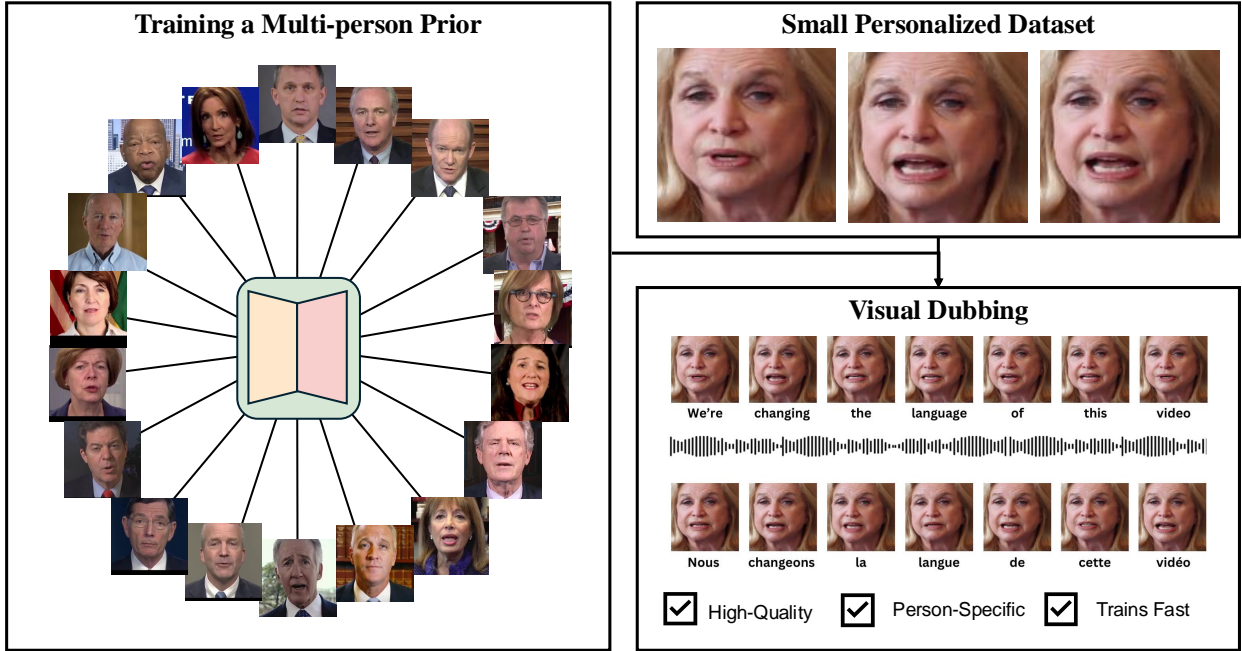 Training a Multi-person Prior
Small Personalized Dataset
Visual Dubbing
We're changing the language of this video
Nous changeons la langue de cette vidéo
High-Quality Person-Specific Trains Fast